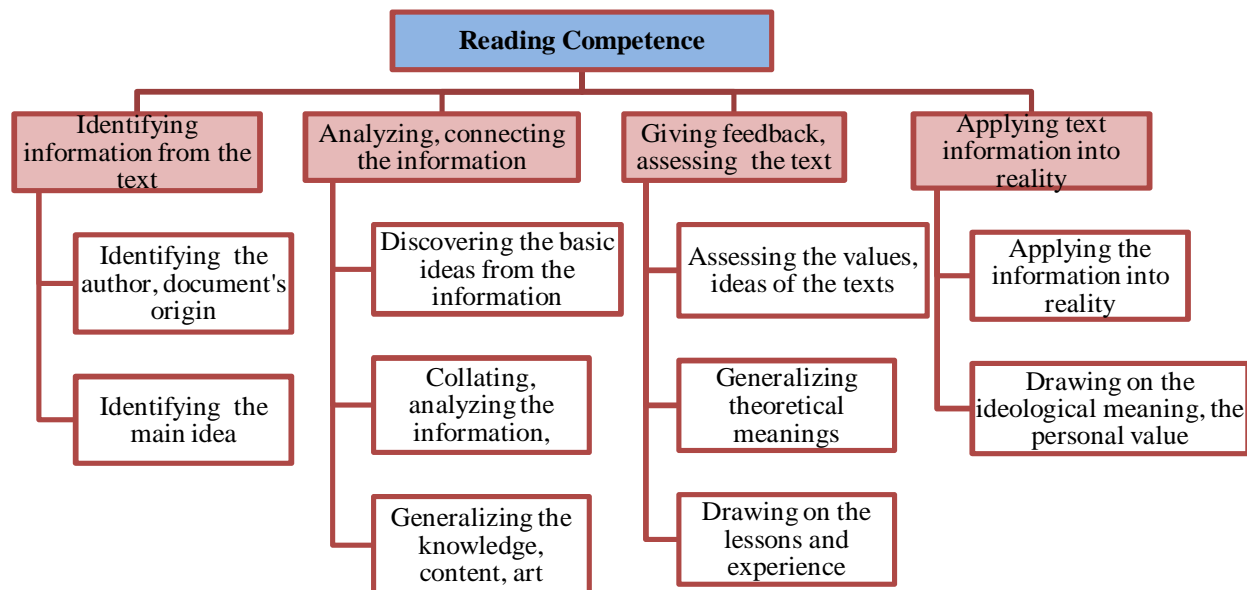 Reading Competence
Identifying
information from the
text
Identifying the
author, document's
origin
Identifying the
main idea
Analyzing, connecting
the information
Discovering the basic
ideas from the
information
Collating,
analyzing the
information,
Generalizing the
knowledge,
content, art
Giving feedback,
assessing the text
Assessing the values,
ideas of the texts
Generalizing
theoretical
meanings
Drawing on the
lessons and
experience
Applying text
information into
reality
Applying the
information into
reality
Drawing on the
ideological meaning, the
personal value